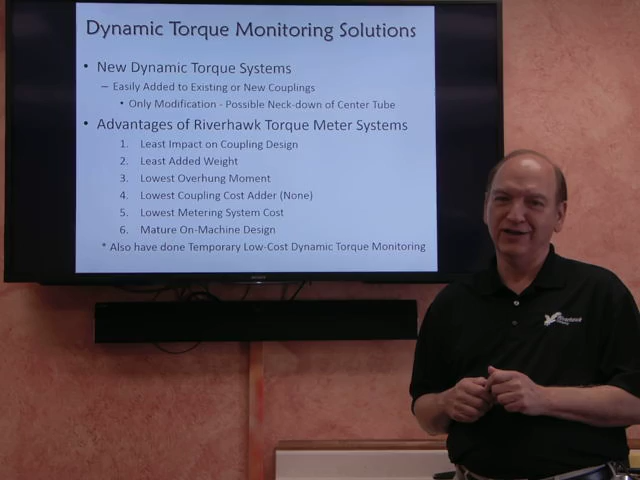 Dynamic Torque Monitoring Solutions
• New Dynamic Torque Systems
– Easily Added to Existing or New Couplings
• Only Modification - Possible Neck-down of Center Tube
• Advantages of Riverhawk Torque Meter Systems
1. Least Impact on Coupling Design
2. Least Added Weight
3. Lowest Overhung Moment
4. Lowest Coupling Cost Adder (None)
5. Lowest Metering System Cost
6. Mature On-Machine Design
* Also have done Temporary Low-Cost Dynamic Torque Monitoring
SONY
Riverhawk